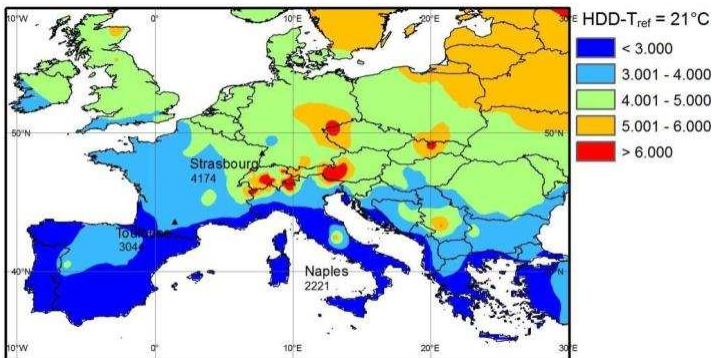 10°W
0°
10°E
20°E
30°E
HDD-Tref = 21°C
< 3.000
3.001 - 4.000
4.001 - 5.000
5.001 - 6.000
> 6.000
50°N
50°N
Strasbourg
4174
Toulouse
3044
Naples
2221
40°N
10°W
0°
10°E
20°E
30°E